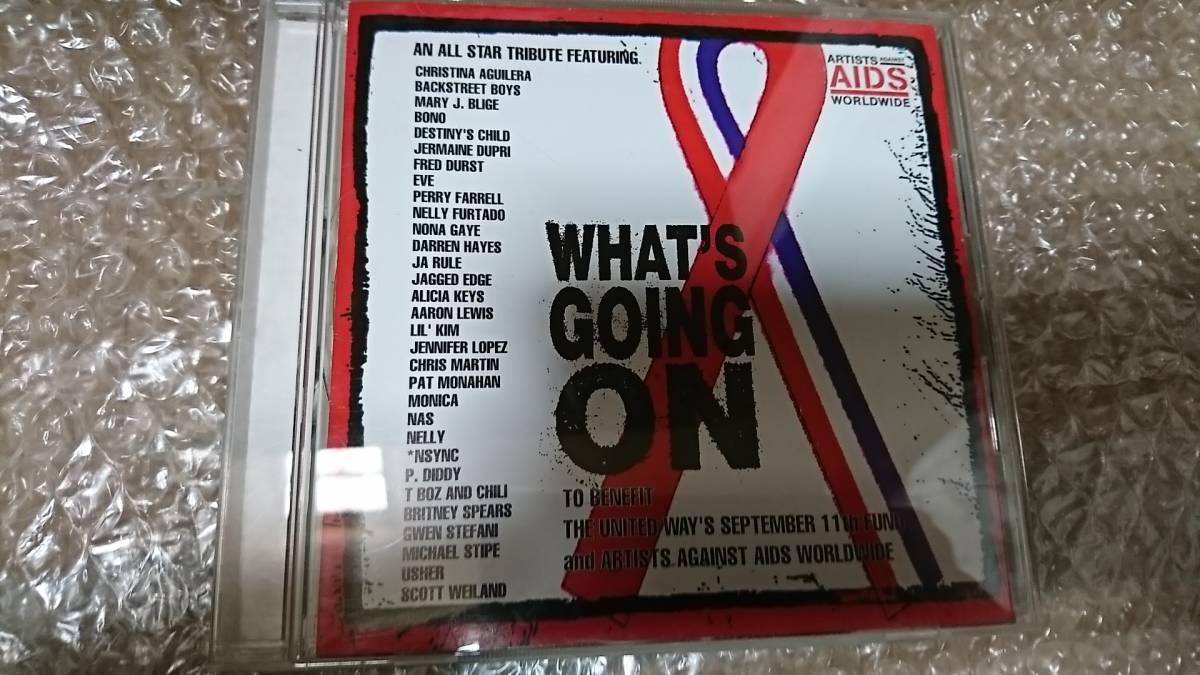 AN ALL STAR TRIBUTE FEATURING.
CHRISTINA AGUILERA
BACKSTREET BOYS
MARY J. BLIGE
BONO
DESTINY'S CHILD
JERMAINE DUPRI
FRED DURST
EVE
PERRY FARRELL
NELLY FURTADO
NONA GAYE
DARREN HAYES
JA RULE
JAGGED EDGE
ALICIA KEYS
AARON LEWIS
LIL' KIM
JENNIFER LOPEZ
CHRIS MARTIN
PAT MONAHAN
MONICA
NAS
NELLY
*NSYNC
P. DIDDY
T BOZ AND CHILI
BRITNEY SPEARS
GWEN STEFANI
MICHAEL STIPE
USHER
SCOTT WEILAND
ARTISTS AGAINST
AIDS
WORLDWIDE
WHAT'S
GOING
ON
TO BENEFIT
THE UNITED WAY'S SEPTEMBER 11th FUND
and ARTISTS AGAINST AIDS WORLDWIDE